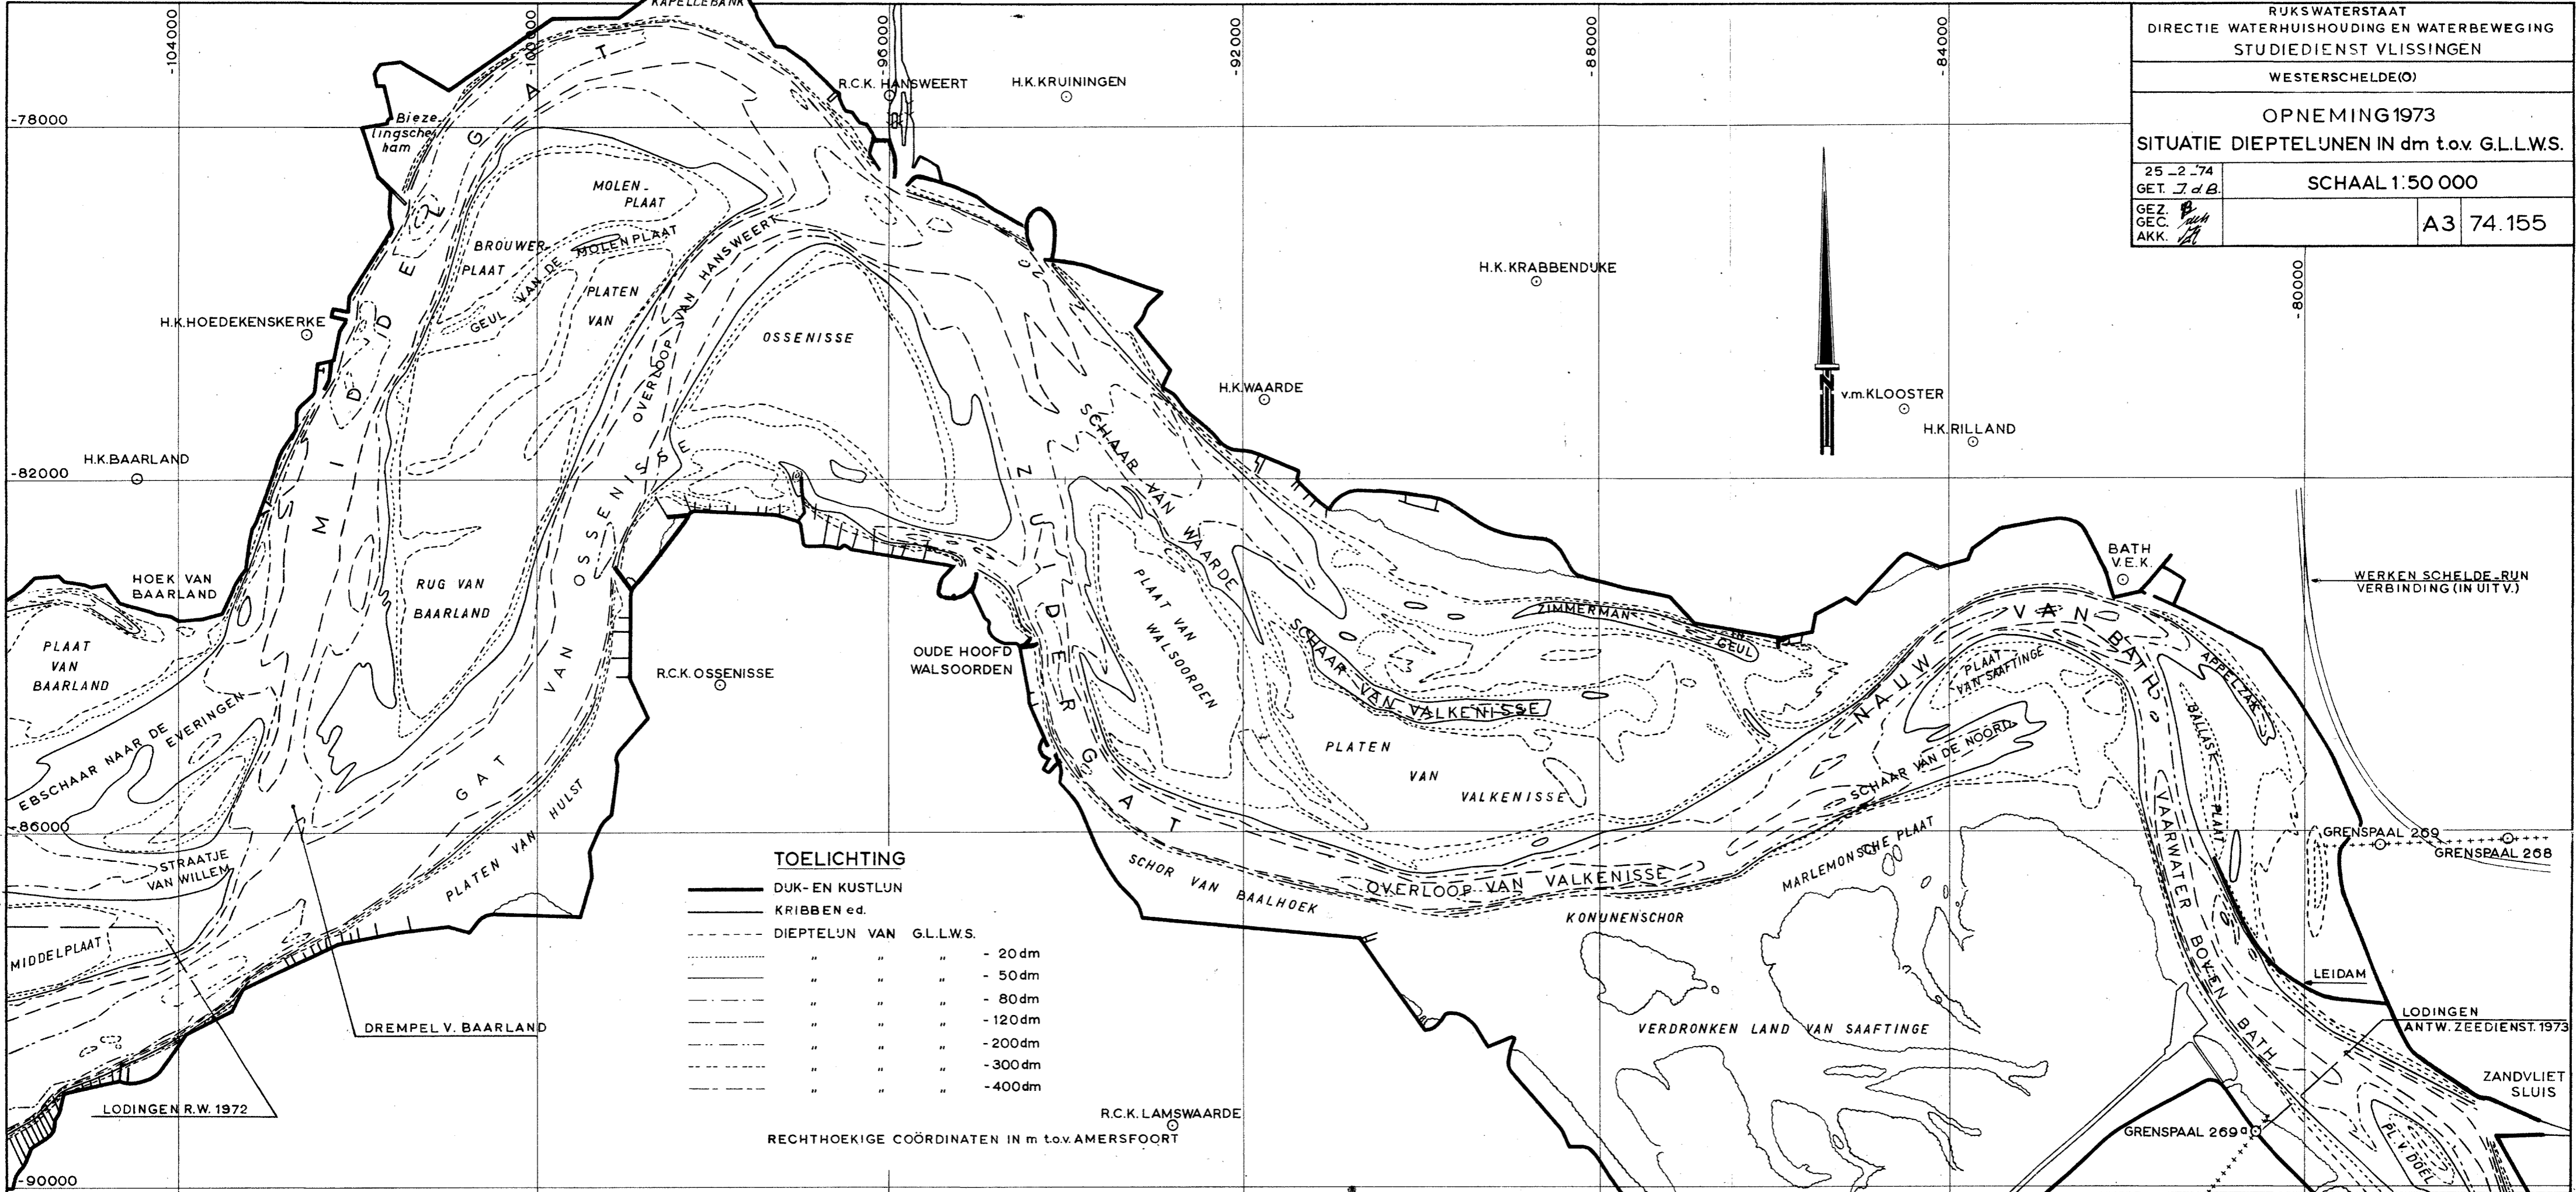 KAPELLEBANK
-104000
-100000
-96000
-92000
-88000
-84000
-80000
-78000
-82000
-86000
-90000
RIJKSWATERSTAAT
DIRECTIE WATERHUISHOUDING EN WATERBEWEGING
STUDIEDIENST VLISSINGEN
WESTERSCHELDE(O)
OPNEMING 1973
SITUATIE DIEPTELIJNEN IN dm t.o.v. G.L.L.W.S.
25-2-'74
GET. J.d.B.
SCHAAL 1:50 000
GEZ.
GEC.
AKK.
A3 74.155
R.C.K. HANSWEERT
H.K. KRUININGEN
Bieze-
lingsche
ham
MIDDELGAT
MOLEN-
PLAAT
BROUWER-
PLAAT
GEUL VAN DE MOLENPLAAT
PLATEN
VAN
OSSENISSE
OVERLOOP VAN HANSWEERT
H.K. HOEDEKENSKERKE
H.K. KRABBENDIJKE
H.K. WAARDE
v.m. KLOOSTER
H.K. RILLAND
H.K. BAARLAND
N
SCHAAR VAN WAARDE
ZUIDERGAT
GAT VAN OSSENISSE
HOEK VAN
BAARLAND
RUG VAN
BAARLAND
PLAAT
VAN
BAARLAND
PLAAT VAN
WALSOORDEN
OUDE HOOFD
WALSOORDEN
R.C.K. OSSENISSE
ZIMMERMAN
GEUL
SCHAAR VAN VALKENISSE
BATH
V.E.K.
WERKEN SCHELDE-RIJN
VERBINDING (IN UITV.)
NAUW VAN BATH
PLAAT
VAN SAAFTINGE
APPELZAK
BALLAST
PLAAT
SCHAAR VAN DE NOORD
PLATEN
VAN
VALKENISSE
EBSCHAAR NAAR DE
EVERINGEN
PLATEN VAN HULST
STRAATJE
VAN WILLEM
MIDDELPLAAT
SCHOR VAN BAALHOEK
OVERLOOP VAN VALKENISSE
MARLEMONSCHE PLAAT
KONIJNENSCHOR
VAARWATER BOVEN BATH
GRENSPAAL 269
GRENSPAAL 268
LEIDAM
LODINGEN
ANTW. ZEEDIENST. 1973
VERDRONKEN LAND VAN SAAFTINGE
ZANDVLIET
SLUIS
GRENSPAAL 269a
PL. V. DOEL
DREMPEL V. BAARLAND
LODINGEN R.W. 1972
TOELICHTING
DIJK- EN KUSTLIJN
KRIBBEN ed.
DIEPTELIJN VAN G.L.L.W.S.
" " " - 20dm
" " " - 50dm
" " " - 80dm
" " " -120dm
" " " -200dm
" " " -300dm
" " " -400dm
R.C.K. LAMSWAARDE
RECHTHOEKIGE COÖRDINATEN IN m t.o.v. AMERSFOORT